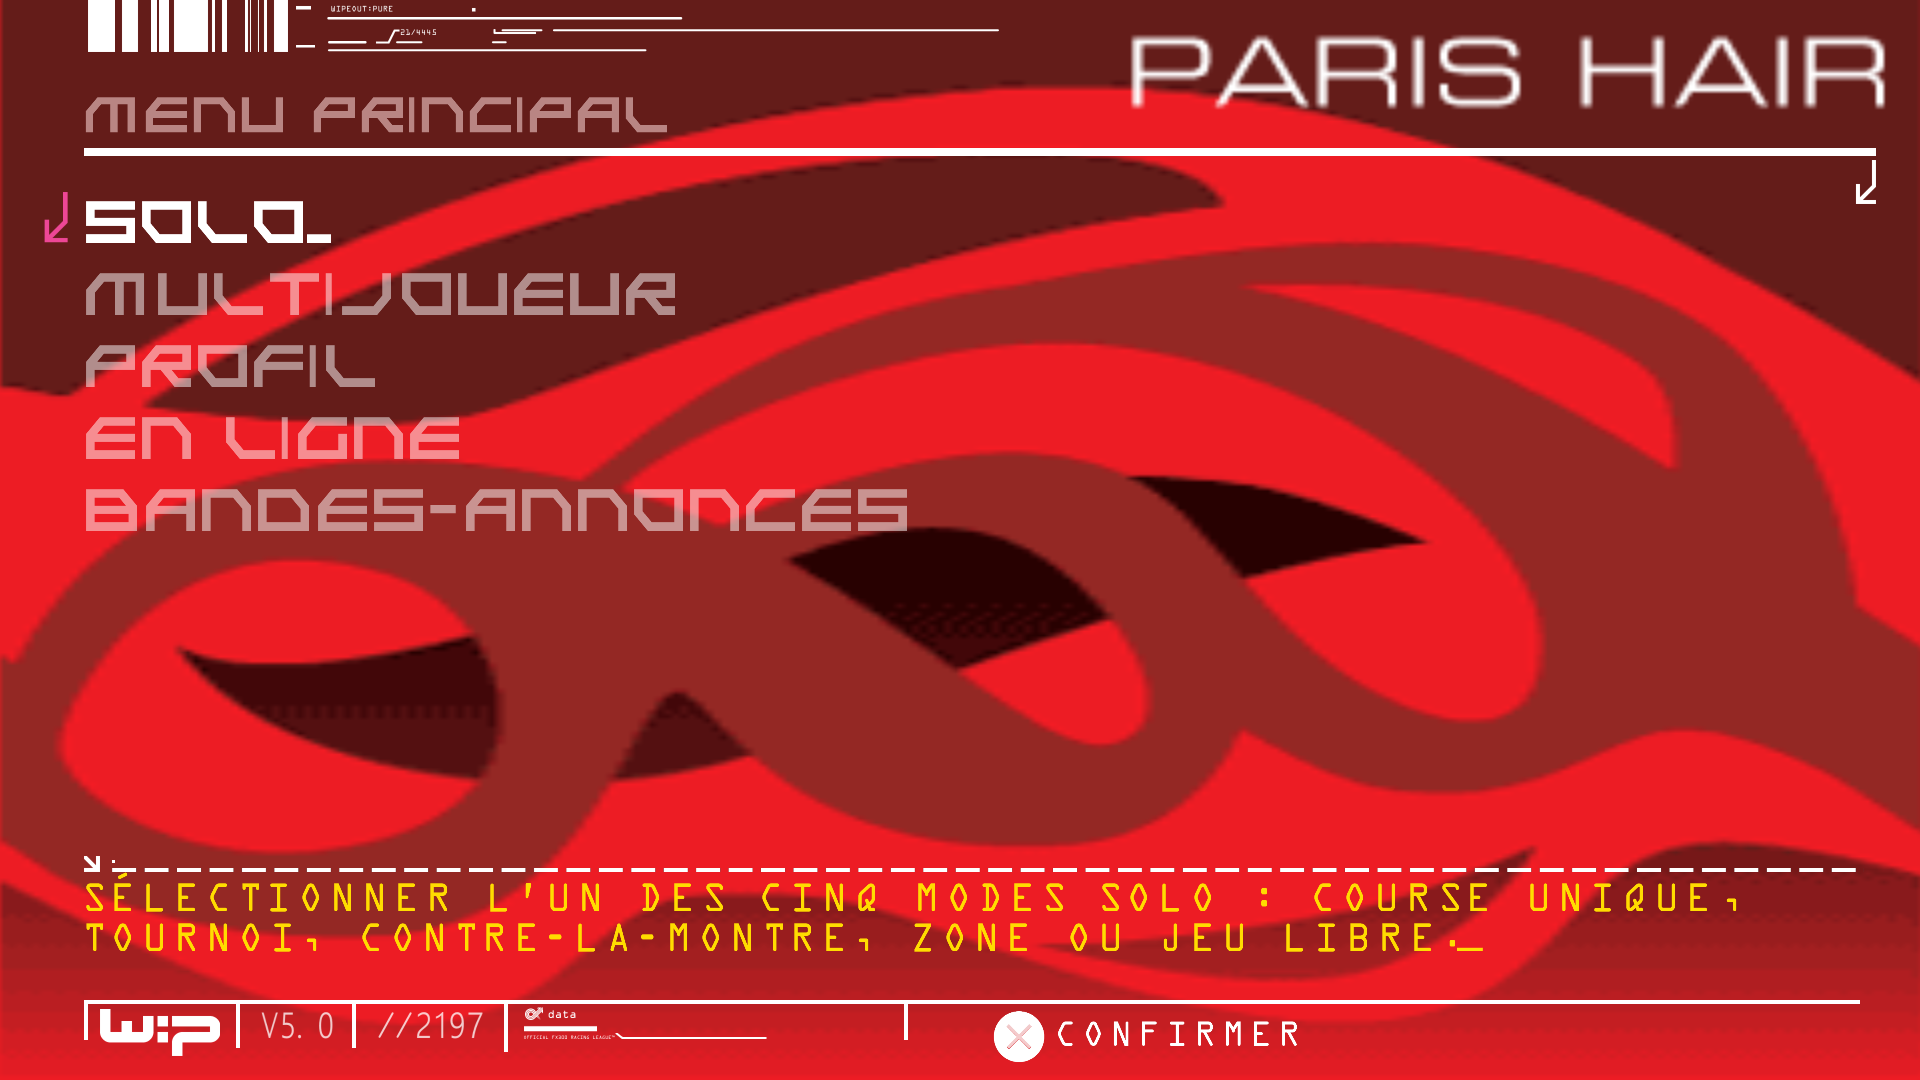 WIPEOUT:PURE
21/4445
PARIS HAIR
MENU PRINCIPAL
SOLO_
MULTIJOUEUR
PROFIL
EN LIGNE
BANDES-ANNONCES
SÉLECTIONNER L'UN DES CINQ MODES SOLO : COURSE UNIQUE,
TOURNOI, CONTRE-LA-MONTRE, ZONE OU JEU LIBRE._
wip V5. 0 //2197 data
OFFICIAL FX300 RACING LEAGUE
CONFIRMER